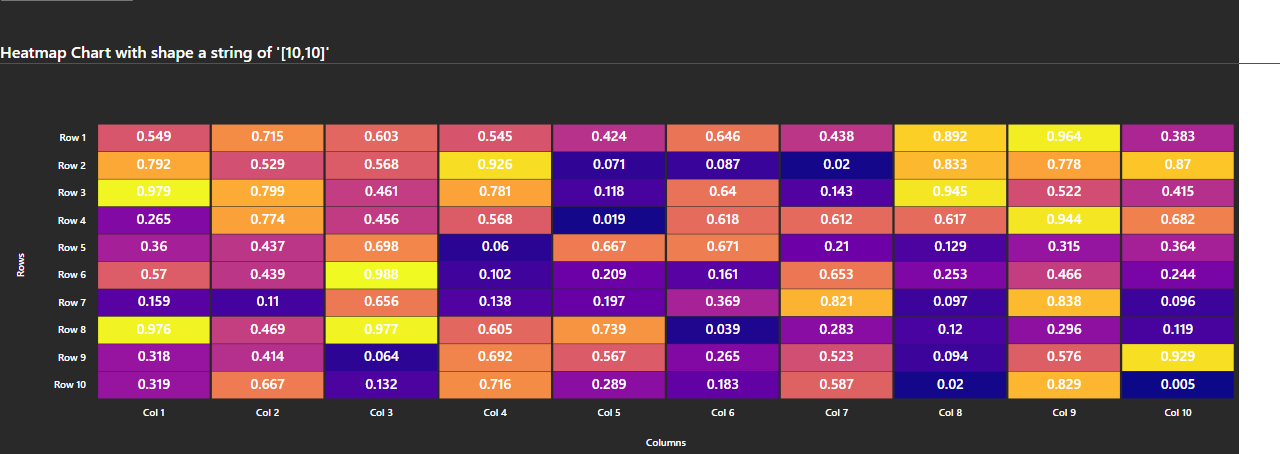 Heatmap Chart with shape a string of '[10,10]'
Row 1 0.549 0.715 0.603 0.545 0.424 0.646 0.438 0.892 0.964 0.383
Row 2 0.792 0.529 0.568 0.926 0.071 0.087 0.02 0.833 0.778 0.87
Row 3 0.979 0.799 0.461 0.781 0.118 0.64 0.143 0.945 0.522 0.415
Row 4 0.265 0.774 0.456 0.568 0.019 0.618 0.612 0.617 0.944 0.682
Row 5 0.36 0.437 0.698 0.06 0.667 0.671 0.21 0.129 0.315 0.364
Rows
Row 6 0.57 0.439 0.988 0.102 0.209 0.161 0.653 0.253 0.466 0.244
Row 7 0.159 0.11 0.656 0.138 0.197 0.369 0.821 0.097 0.838 0.096
Row 8 0.976 0.469 0.977 0.605 0.739 0.039 0.283 0.12 0.296 0.119
Row 9 0.318 0.414 0.064 0.692 0.567 0.265 0.523 0.094 0.576 0.929
Row 10 0.319 0.667 0.132 0.716 0.289 0.183 0.587 0.02 0.829 0.005
Col 1 Col 2 Col 3 Col 4 Col 5 Col 6 Col 7 Col 8 Col 9 Col 10
Columns